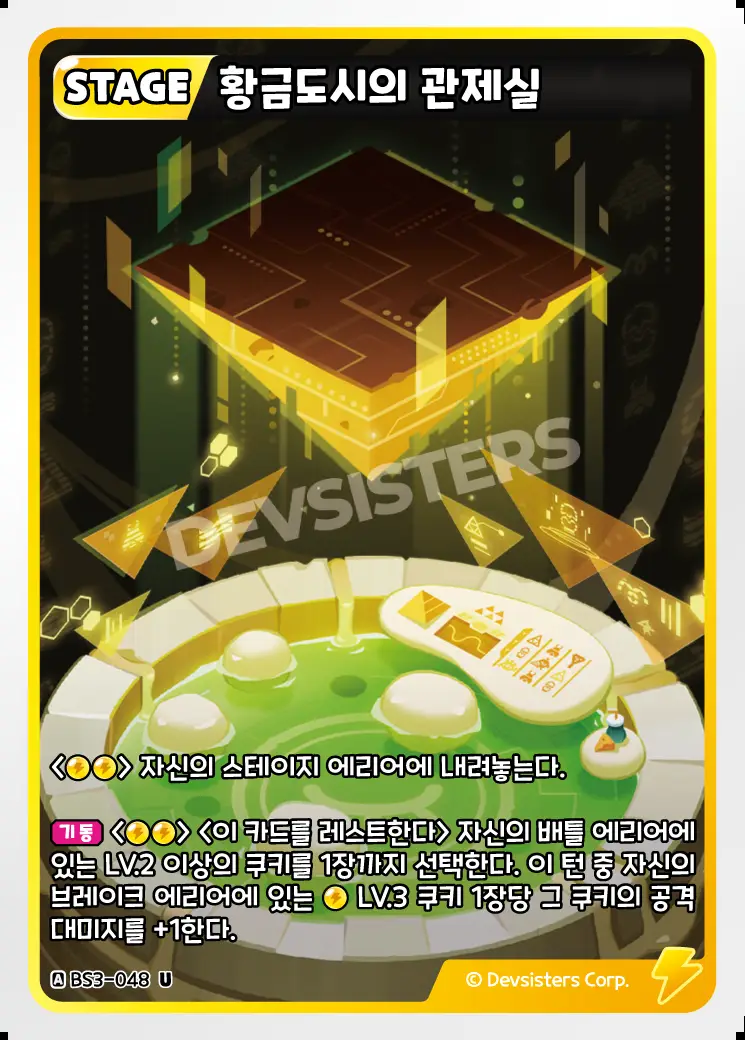 STAGE 황금도시의 관제실
DEVSISTERS
<⚡⚡> 자신의 스테이지 에리어에 내려놓는다.
기동 <⚡⚡> <이 카드를 레스트한다> 자신의 배틀 에리어에
있는 LV.2 이상의 쿠키를 1장까지 선택한다. 이 턴 중 자신의
브레이크 에리어에 있는 ⚡ LV.3 쿠키 1장당 그 쿠키의 공격
대미지를 +1한다.
A BS3-048 U
© Devsisters Corp.